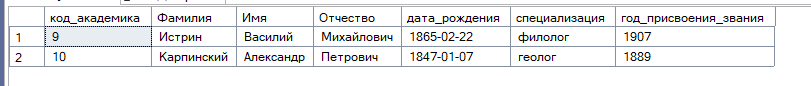 код_академика Фамилия Имя Отчество дата_рождения специализация год_присвоения_звания
1 9 Истрин Василий Михайлович 1865-02-22 филолог 1907
2 10 Карпинский Александр Петрович 1847-01-07 геолог 1889